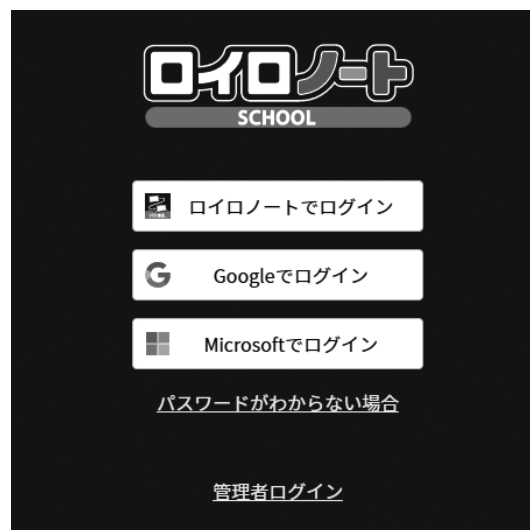 ロイロノート
SCHOOL
ロイロノートでログイン
Googleでログイン
Microsoftでログイン
パスワードがわからない場合
管理者ログイン